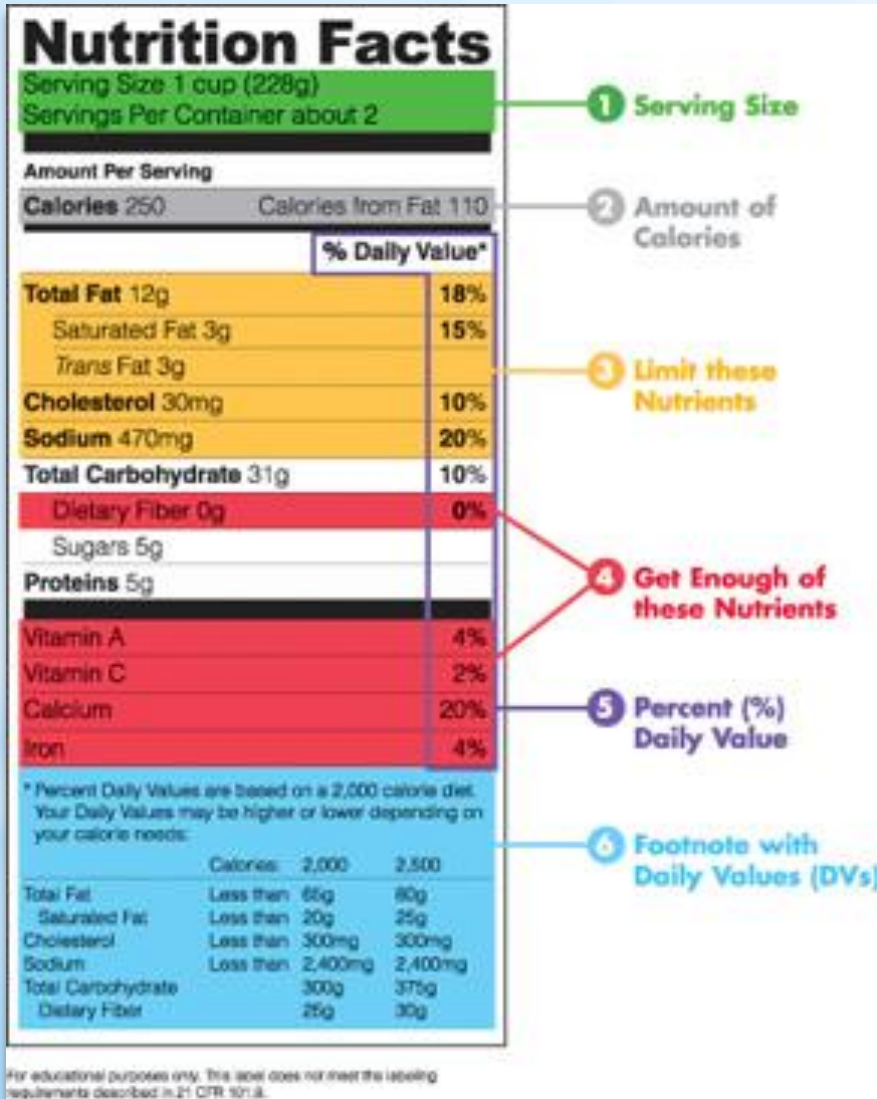 Nutrition Facts
Serving Size 1 cup (228g)
Servings Per Container about 2
Amount Per Serving
Calories 250 Calories from Fat 110
% Daily Value*
Total Fat 12g 18%
Saturated Fat 3g 15%
Trans Fat 3g
Cholesterol 30mg 10%
Sodium 470mg 20%
Total Carbohydrate 31g 10%
Dietary Fiber 0g 0%
Sugars 5g
Proteins 5g
Vitamin A 4%
Vitamin C 2%
Calcium 20%
Iron 4%
* Percent Daily Values are based on a 2,000 calorie diet.
Your Daily Values may be higher or lower depending on
your calorie needs:
Calories: 2,000 2,500
Total Fat Less than 65g 80g
Saturated Fat Less than 20g 25g
Cholesterol Less than 300mg 300mg
Sodium Less than 2,400mg 2,400mg
Total Carbohydrate 300g 375g
Dietary Fiber 25g 30g
For educational purposes only. This label does not meet the labeling
requirements described in 21 CFR 101.9.
1 Serving Size
2 Amount of
Calories
3 Limit these
Nutrients
4 Get Enough of
these Nutrients
5 Percent (%)
Daily Value
6 Footnote with
Daily Values (DVs)